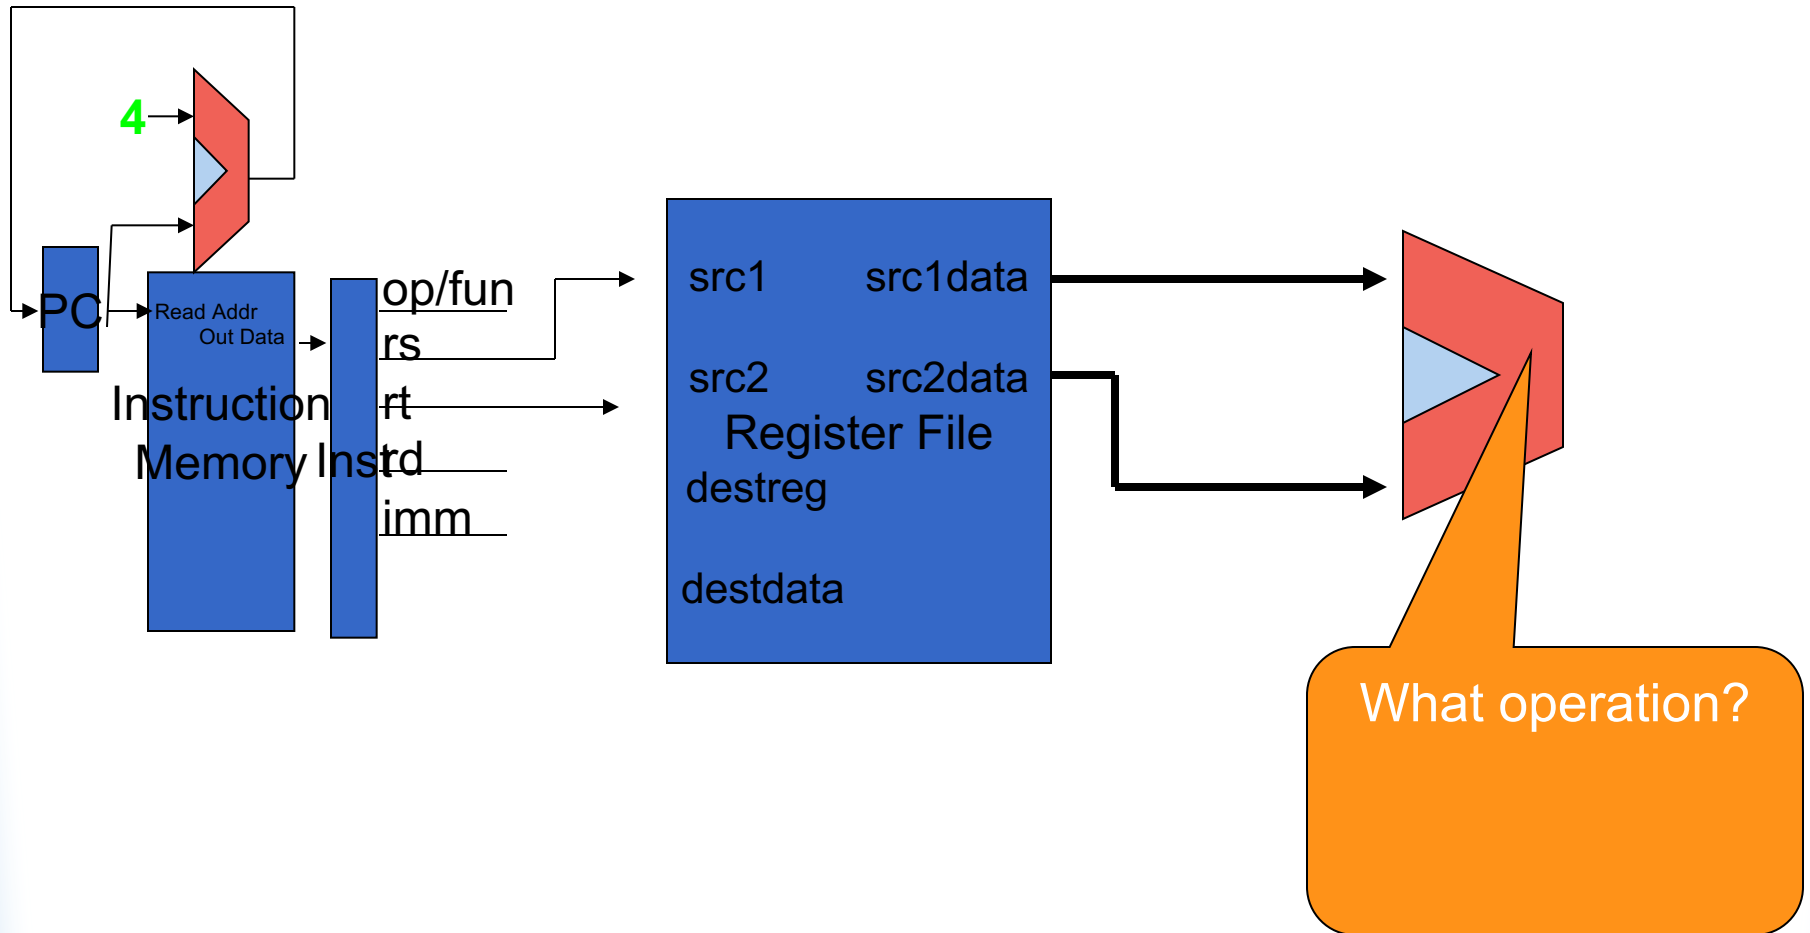 4
PC
Read Addr
Out Data
Instruction
Memory
Instr
op/fun
rs
rt
rd
imm
src1
src1data
src2
src2data
Register File
destreg
destdata
What operation?